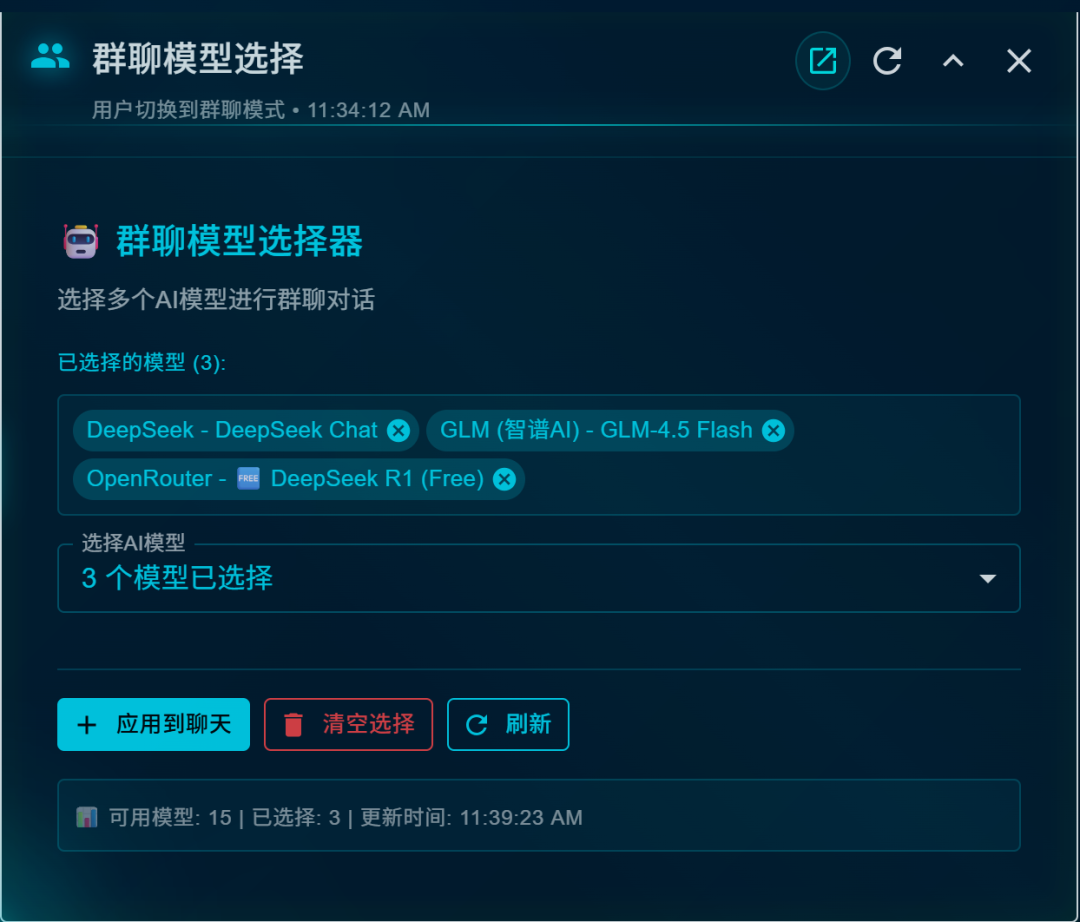 群聊模型选择
用户切换到群聊模式 • 11:34:12 AM
群聊模型选择器
选择多个AI模型进行群聊对话
已选择的模型 (3):
DeepSeek - DeepSeek Chat GLM (智谱AI) - GLM-4.5 Flash
OpenRouter - FREE DeepSeek R1 (Free)
选择AI模型
3 个模型已选择
应用到聊天 清空选择 刷新
可用模型: 15 | 已选择: 3 | 更新时间: 11:39:23 AM